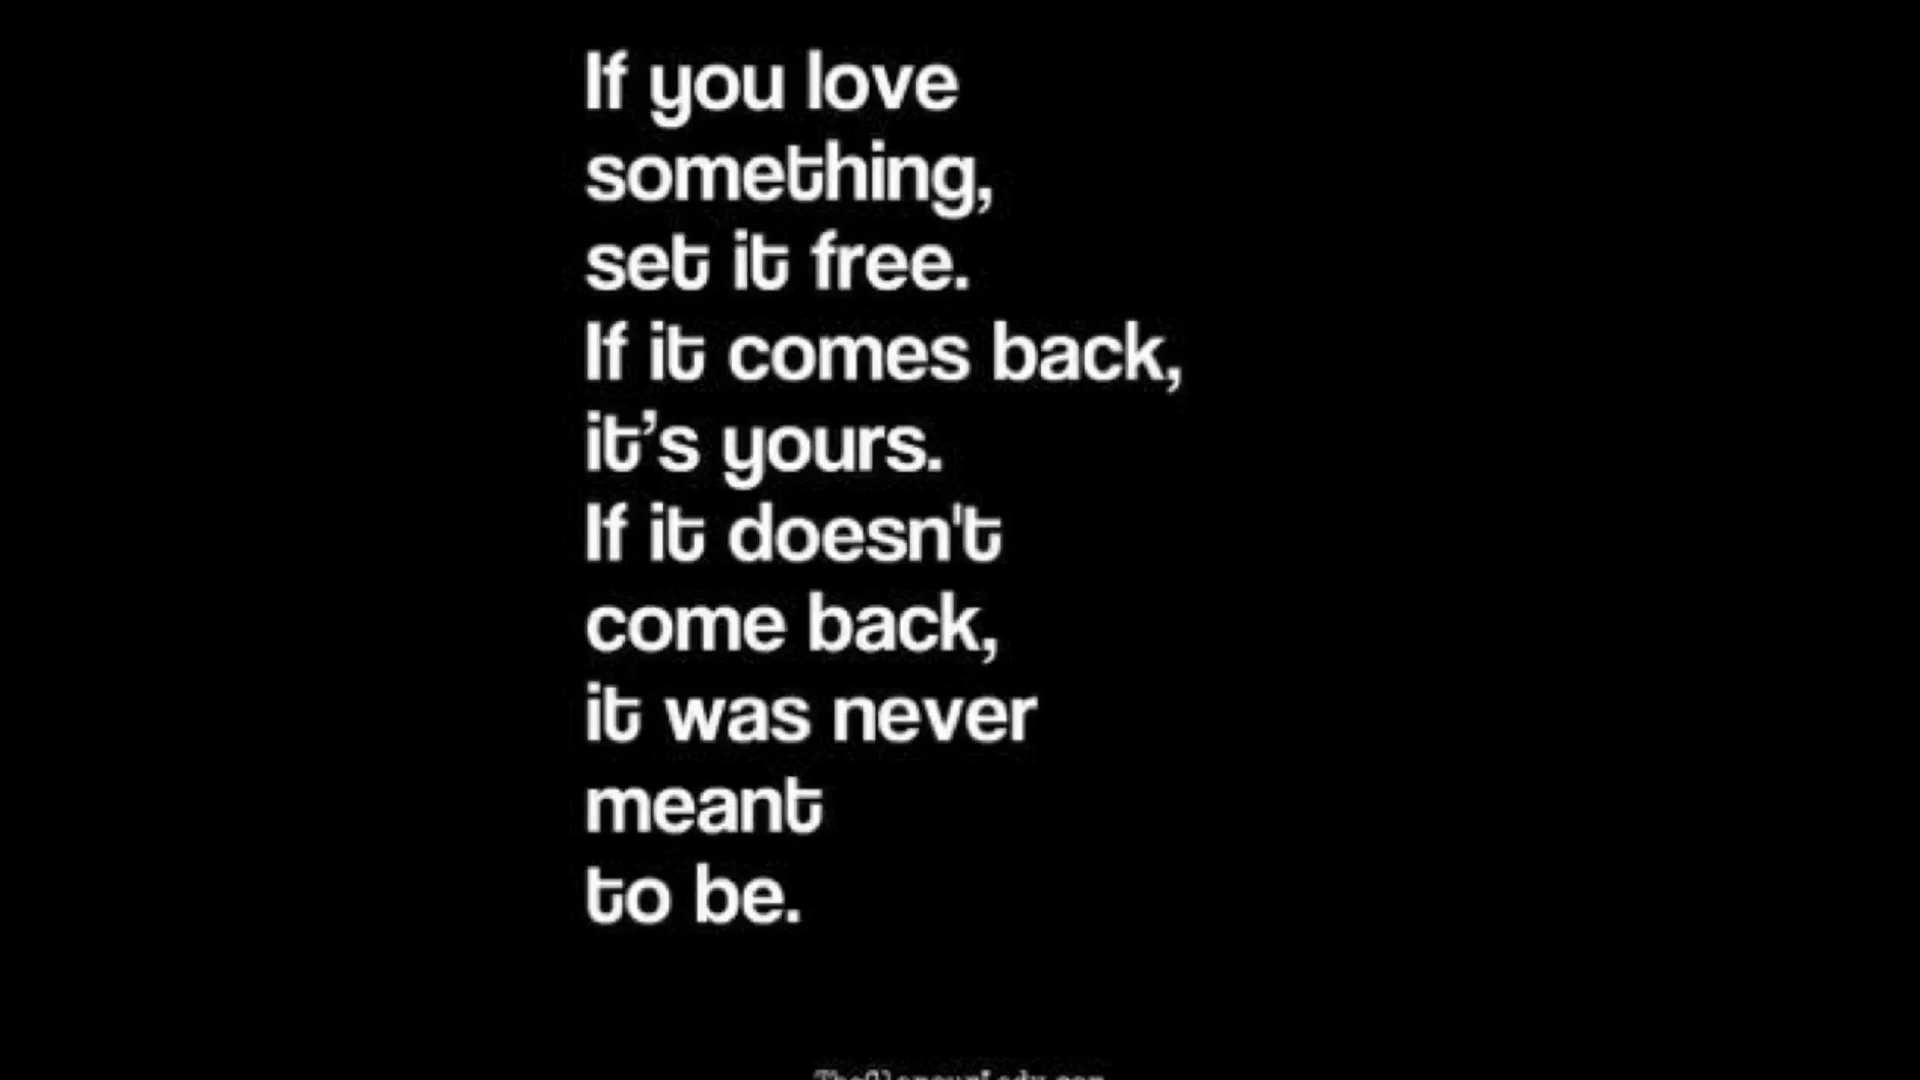 If you love
something,
set it free.
If it comes back,
it’s yours.
If it doesn't
come back,
it was never
meant
to be.